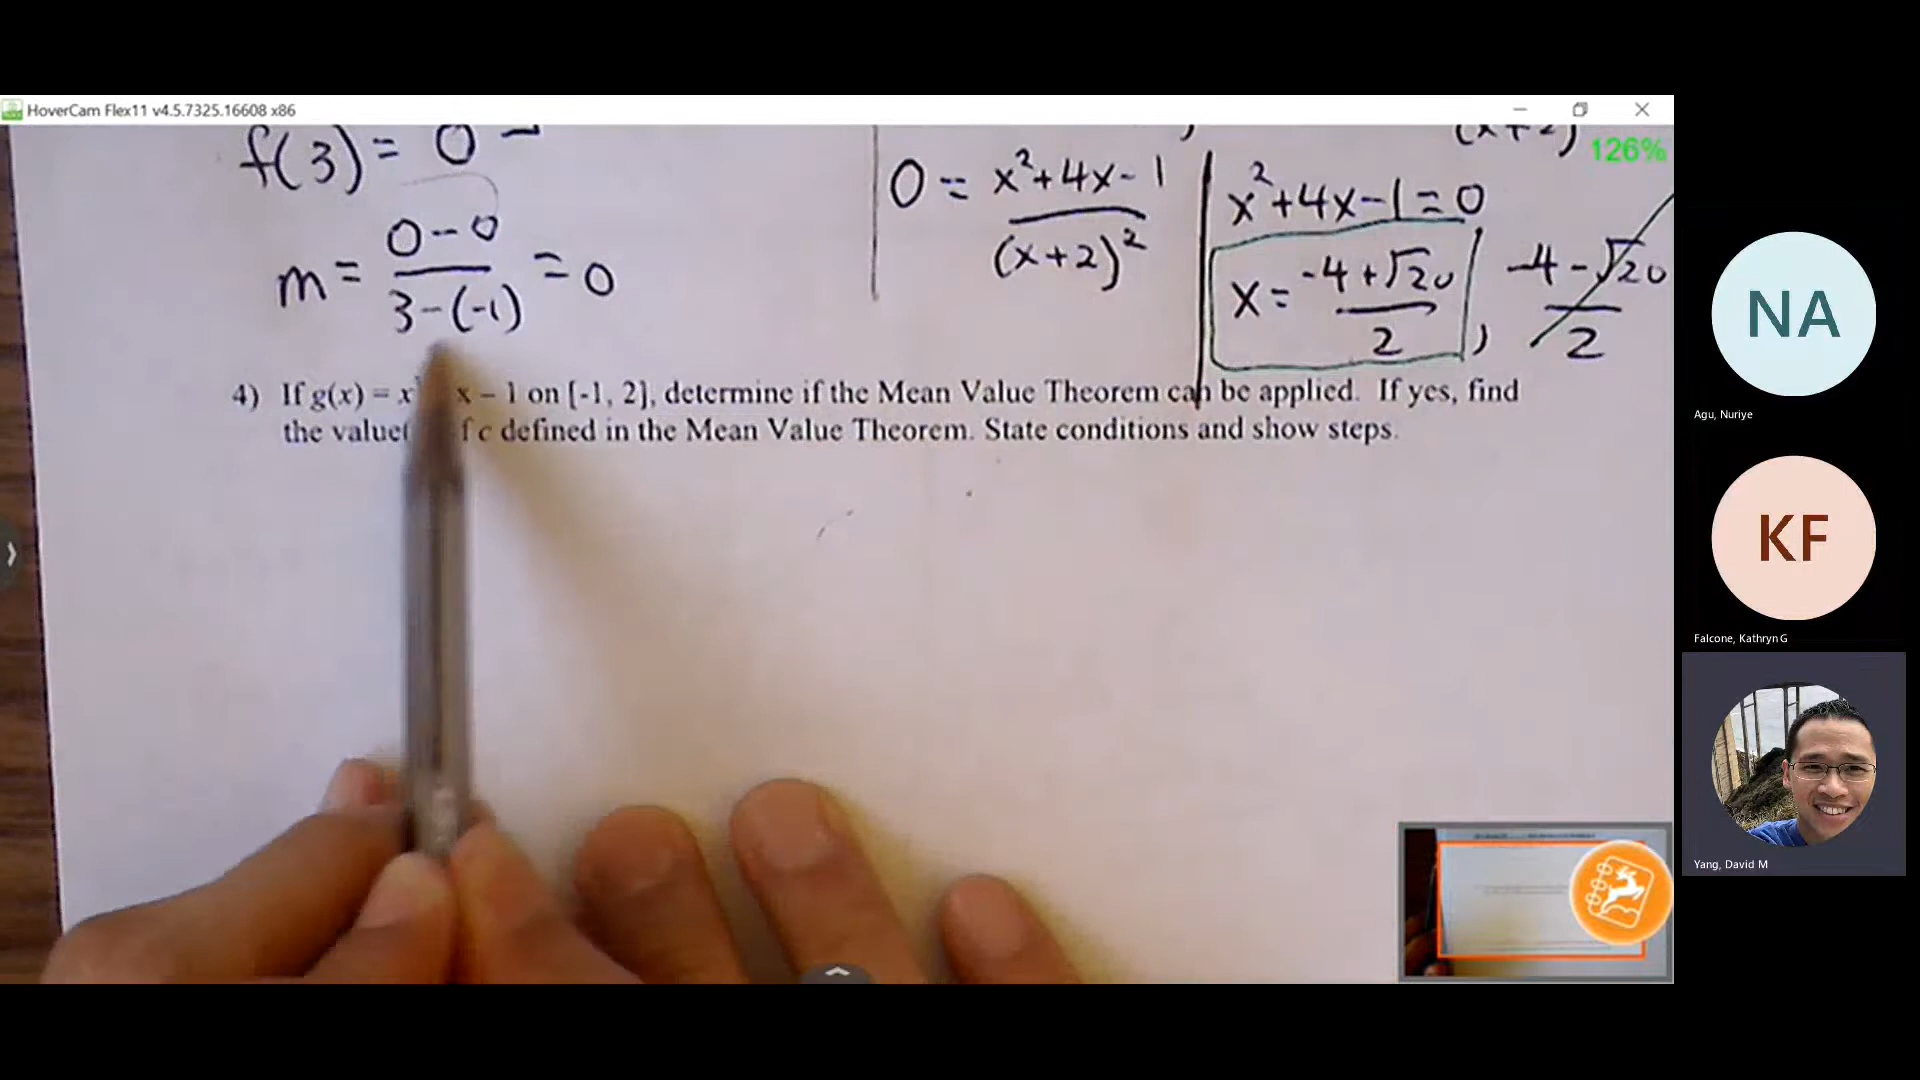 HoverCam Flex11 v4.5.7325.16608 x86
126%
f(3) = 0
m = 0-0 / 3-(-1) = 0
0 = x²+4x-1 / (x+2)²
x²+4x-1=0
x = -4+√20 / 2 , -4-√20 / 2
4) If g(x) = x x – 1 on [-1, 2], determine if the Mean Value Theorem can be applied. If yes, find
the value( f c defined in the Mean Value Theorem. State conditions and show steps.
NA
Agu, Nuriye
KF
Falcone, Kathryn G
Yang, David M